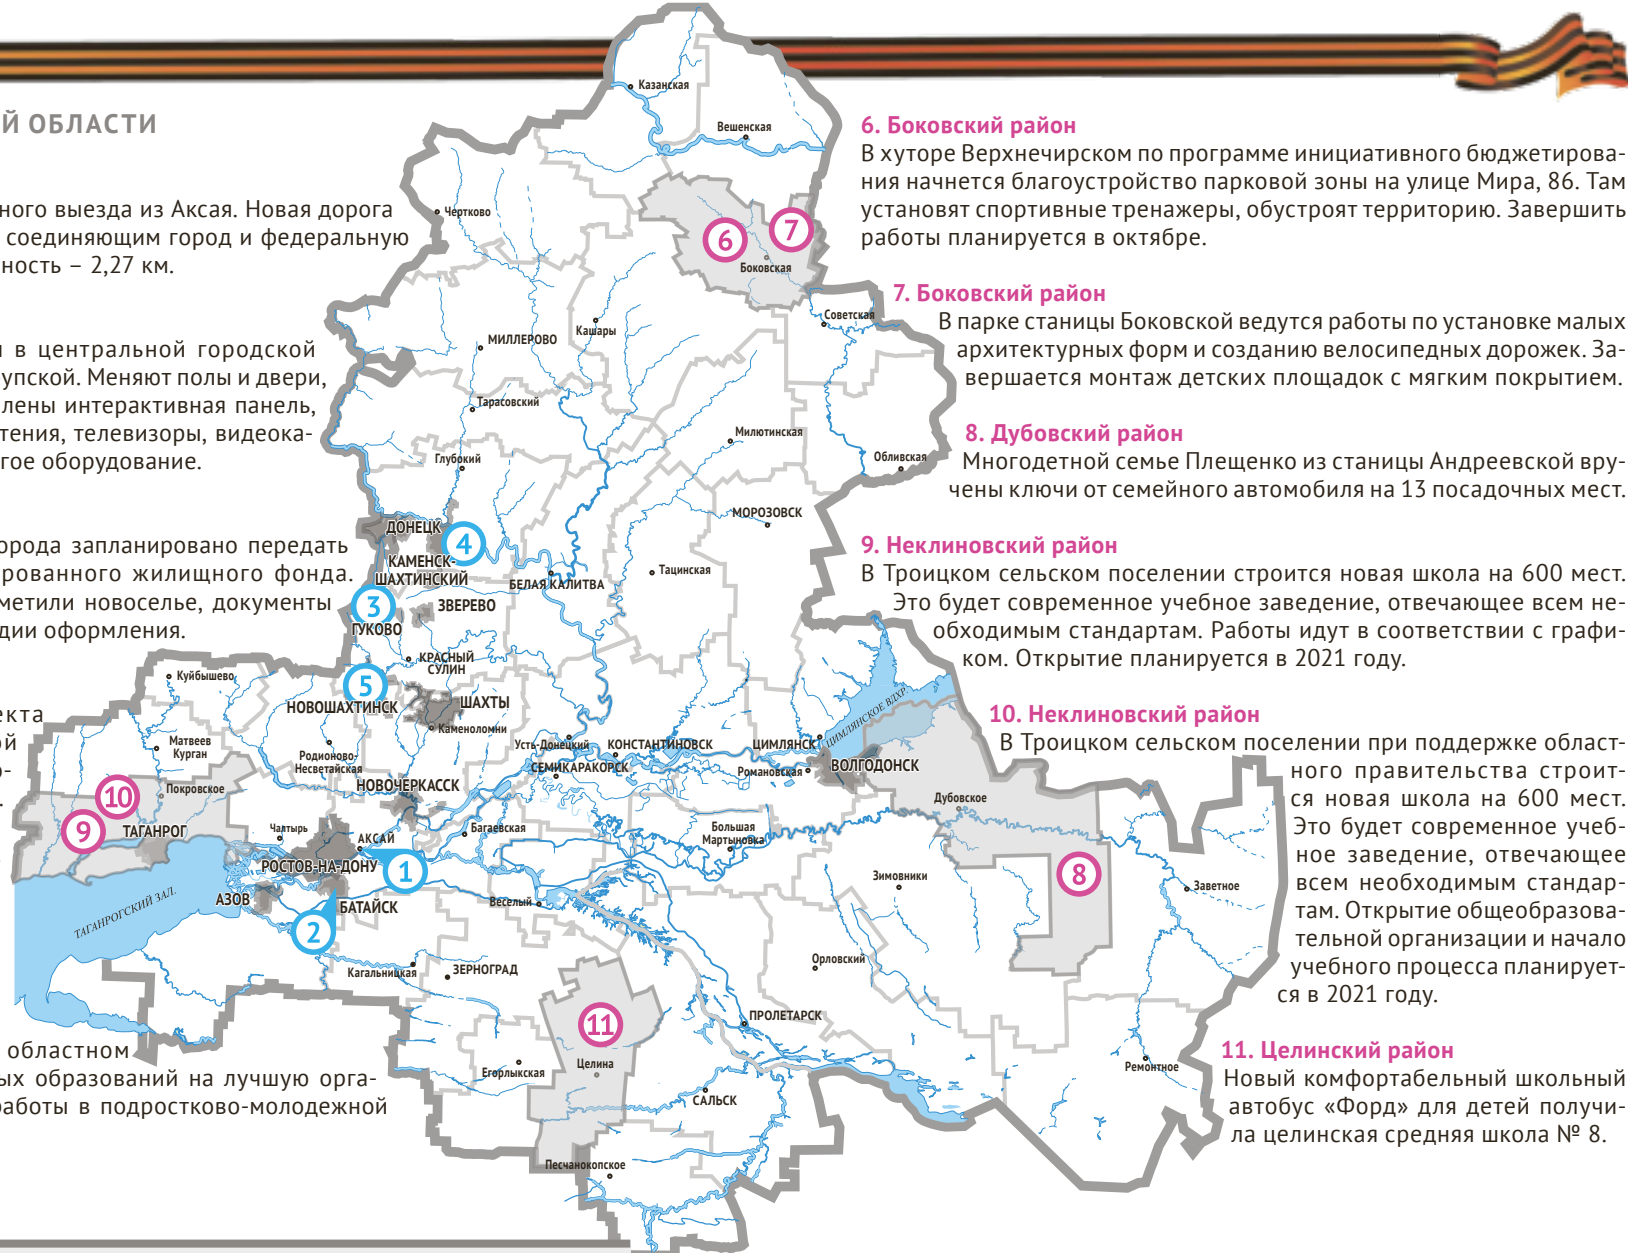 Й ОБЛАСТИ
ного выезда из Аксая. Новая дорога
соединяющим город и федеральную
ность – 2,27 км.
в центральной городской
упской. Меняют полы и двери,
лены интерактивная панель,
тения, телевизоры, видеока-
гое оборудование.
орода запланировано передать
рованного жилищного фонда.
метили новоселье, документы
дии оформления.
екта
ой
о-
областном
ых образований на лучшую орга-
работы в подростково-молодежной
Казанская
Вешенская
Чертково
6
7
Боковская
Советская
МИЛЛЕРОВО
Кашары
Тарасовский
Милютинская
Глубокий
Обливская
МОРОЗОВСК
ДОНЕЦК
4
КАМЕНСК-
ШАХТИНСКИЙ
Тацинская
БЕЛАЯ КАЛИТВА
3
ЗВЕРЕВО
ГУКОВО
КРАСНЫЙ
СУЛИН
Куйбышево
5
НОВОШАХТИНСК
ШАХТЫ
Каменоломни
ЦИМЛЯНСКОЕ ВДХР.
Матвеев
Курган
Родионово-
Несветайская
Усть-Донецкий
КОНСТАНТИНОВСК
ЦИМЛЯНСК
СЕМИКАРАКОРСК
Романовская
ВОЛГОДОНСК
НОВОЧЕРКАССК
Покровское
10
9
ТАГАНРОГ
Чалтырь
АКСАЙ
Багаевская
Большая
Мартыновка
Дубовское
РОСТОВ-НА-ДОНУ
1
8
Зимовники
Заветное
АЗОВ
БАТАЙСК
Веселый
ТАГАНРОГСКИЙ ЗАЛ.
2
Кагальницкая
ЗЕРНОГРАД
Орловский
11
ПРОЛЕТАРСК
Егорлыкская
Целина
Ремонтное
САЛЬСК
Песчанокопское
6. Боковский район
В хуторе Верхнечирском по программе инициативного бюджетирова-
ния начнется благоустройство парковой зоны на улице Мира, 86. Там
установят спортивные тренажеры, обустроят территорию. Завершить
работы планируется в октябре.
7. Боковский район
В парке станицы Боковской ведутся работы по установке малых
архитектурных форм и созданию велосипедных дорожек. За-
вершается монтаж детских площадок с мягким покрытием.
8. Дубовский район
Многодетной семье Плещенко из станицы Андреевской вру-
чены ключи от семейного автомобиля на 13 посадочных мест.
9. Неклиновский район
В Троицком сельском поселении строится новая школа на 600 мест.
Это будет современное учебное заведение, отвечающее всем не-
обходимым стандартам. Работы идут в соответствии с графи-
ком. Открытие планируется в 2021 году.
10. Неклиновский район
В Троицком сельском поселении при поддержке област-
ного правительства строит-
ся новая школа на 600 мест.
Это будет современное учеб-
ное заведение, отвечающее
всем необходимым стандар-
там. Открытие общеобразова-
тельной организации и начало
учебного процесса планирует-
ся в 2021 году.
11. Целинский район
Новый комфортабельный школьный
автобус «Форд» для детей получи-
ла целинская средняя школа № 8.